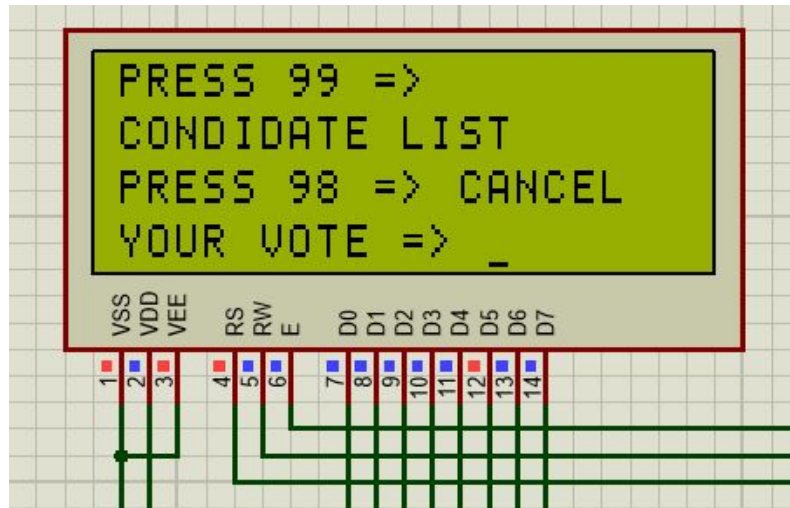 PRESS 99 =>
CONDIDATE LIST
PRESS 98 => CANCEL
YOUR VOTE => _
VSS VDD VEE RS RW E D0 D1 D2 D3 D4 D5 D6 D7
1 2 3 4 5 6 7 8 9 10 11 12 13 14